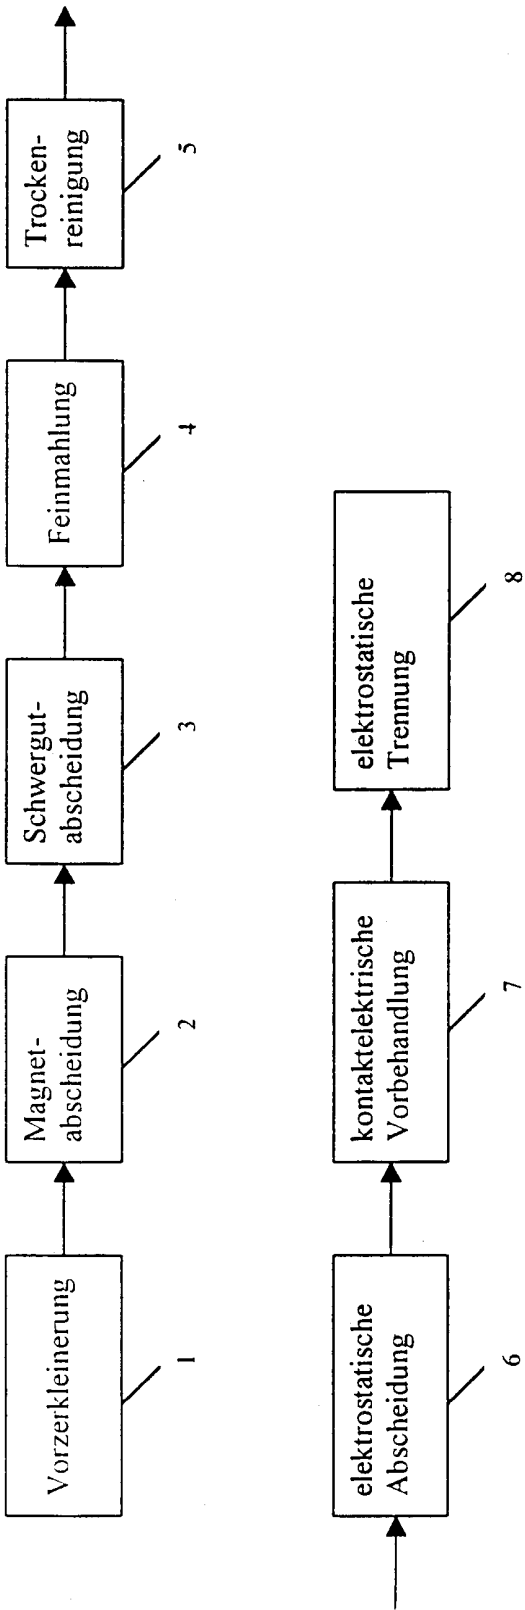 Vorzerkleinerung
1
Magnet-
abscheidung
2
Schwergut-
abscheidung
3
Feinmahlung
4
Trocken-
reinigung
5
elektrostatische
Abscheidung
6
kontaktelektrische
Vorbehandlung
7
elektrostatische
Trennung
8